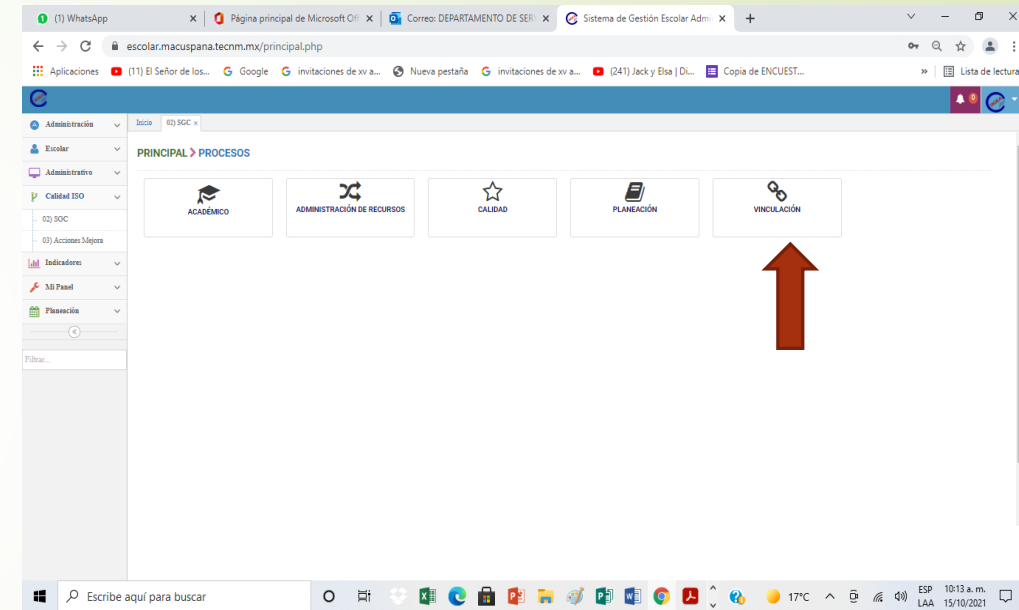 (1) WhatsApp
Página principal de Microsoft Off
Correo: DEPARTAMENTO DE SER
Sistema de Gestión Escolar Admi
escolar.macuspana.tecnm.mx/principal.php
Aplicaciones
(11) El Señor de los...
Google
invitaciones de xv a...
Nueva pestaña
invitaciones de xv a...
(241) Jack y Elsa | Di...
Copia de ENCUEST...
»
Lista de lectura
0
Administración
Inicio
02) SGC ×
Escolar
PRINCIPAL > PROCESOS
Administrativo
Calidad ISO
ACADÉMICO
ADMINISTRACIÓN DE RECURSOS
CALIDAD
PLANEACIÓN
VINCULACIÓN
02) SGC
03) Acciones Mejora
Indicadores
Mi Panel
Planeación
Filtrar...
Escribe aquí para buscar
17°C
ESP
LAA
10:13 a. m.
15/10/2021